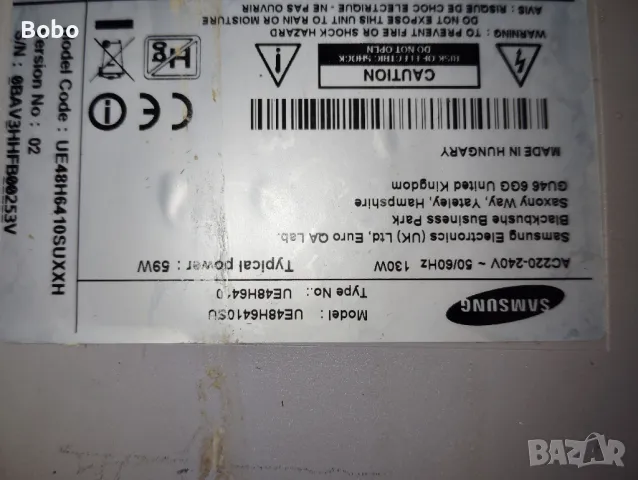 Bobo
SAMSUNG
Model : UE48H6410SU
Type No.: UE48H6410
AC220-240V ~ 50/60Hz 130W Typical power : 59W
Samsung Electronics (UK) Ltd, Euro QA Lab.
Blackbushe Business Park
Saxony Way, Yateley, Hampshire
GU46 6GG United Kingdom
MADE IN HUNGARY
CAUTION
RISK OF ELECTRIC SHOCK
DO NOT OPEN
WARNING : TO PREVENT FIRE OR SHOCK HAZARD
DO NOT EXPOSE THIS UNIT TO RAIN OR MOISTURE
AVIS : RISQUE DE CHOC ELECTRIQUE - NE PAS OUVRIR
Model Code : UE48H6410SUXXH
Version No : 02
S/N : 0BAV3HHFB00253V
BAZAR